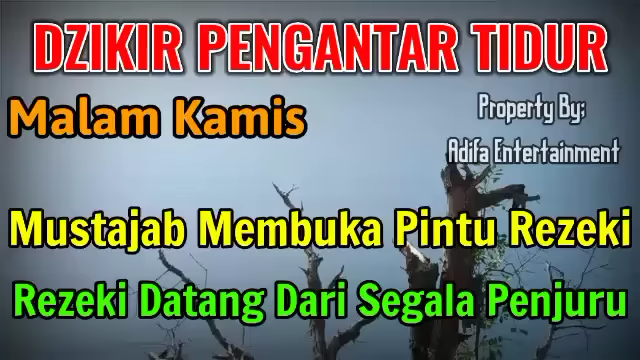 DZIKIR PENGANTAR TIDUR
Malam Kamis
Property By;
Adifa Entertainment
Mustajab Membuka Pintu Rezeki
Rezeki Datang Dari Segala Penjuru